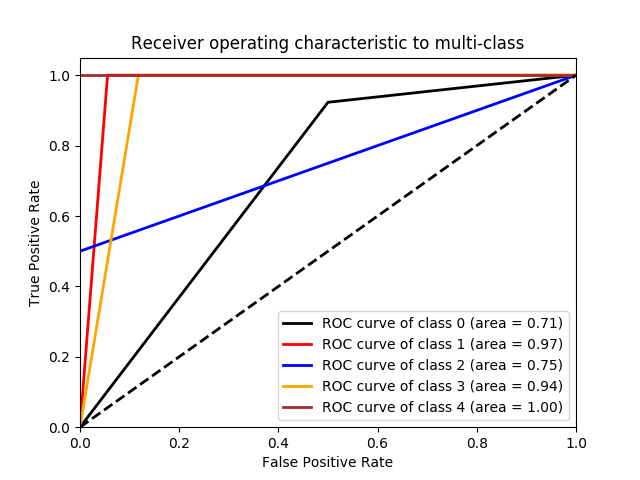 Receiver operating characteristic to multi-class
1.0
0.8
0.6
0.4
0.2
0.0
True Positive Rate
ROC curve of class 0 (area = 0.71)
ROC curve of class 1 (area = 0.97)
ROC curve of class 2 (area = 0.75)
ROC curve of class 3 (area = 0.94)
ROC curve of class 4 (area = 1.00)
0.0 0.2 0.4 0.6 0.8 1.0
False Positive Rate